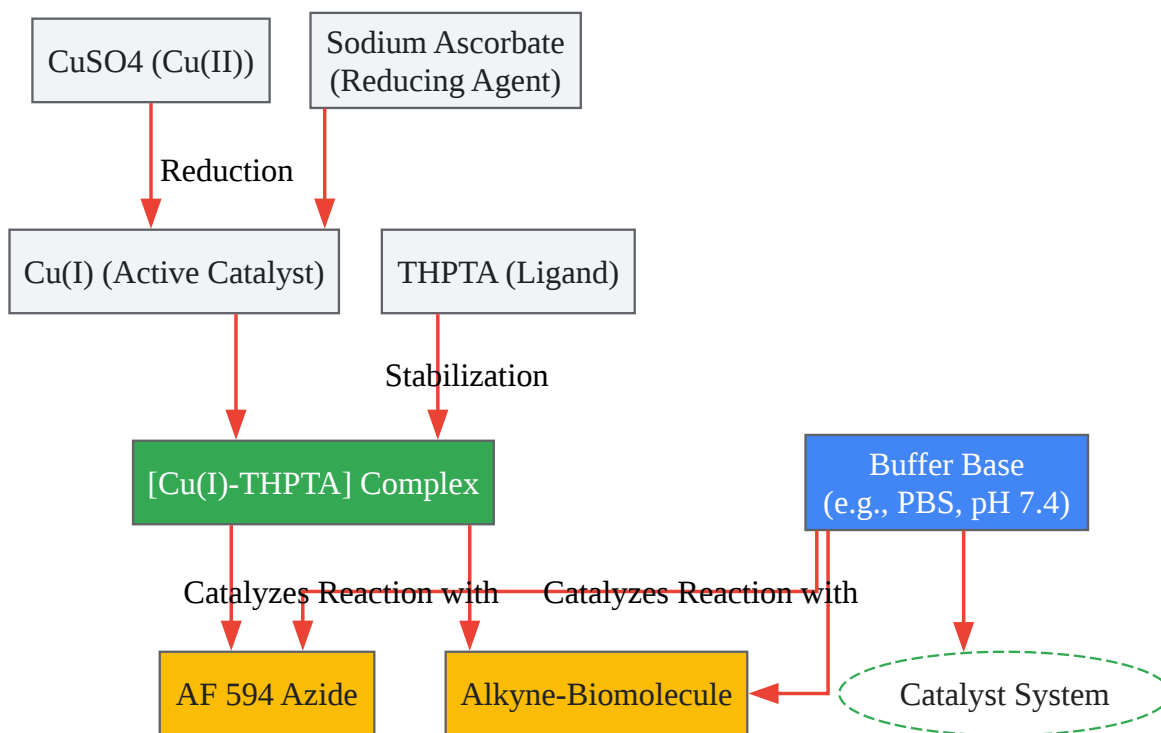 CuSO4 (Cu(II))
Sodium Ascorbate
(Reducing Agent)
Reduction
Cu(I) (Active Catalyst)
THPTA (Ligand)
Stabilization
[Cu(I)-THPTA] Complex
Buffer Base
(e.g., PBS, pH 7.4)
Catalyzes Reaction with
Catalyzes Reaction with
AF 594 Azide
Alkyne-Biomolecule
Catalyst System